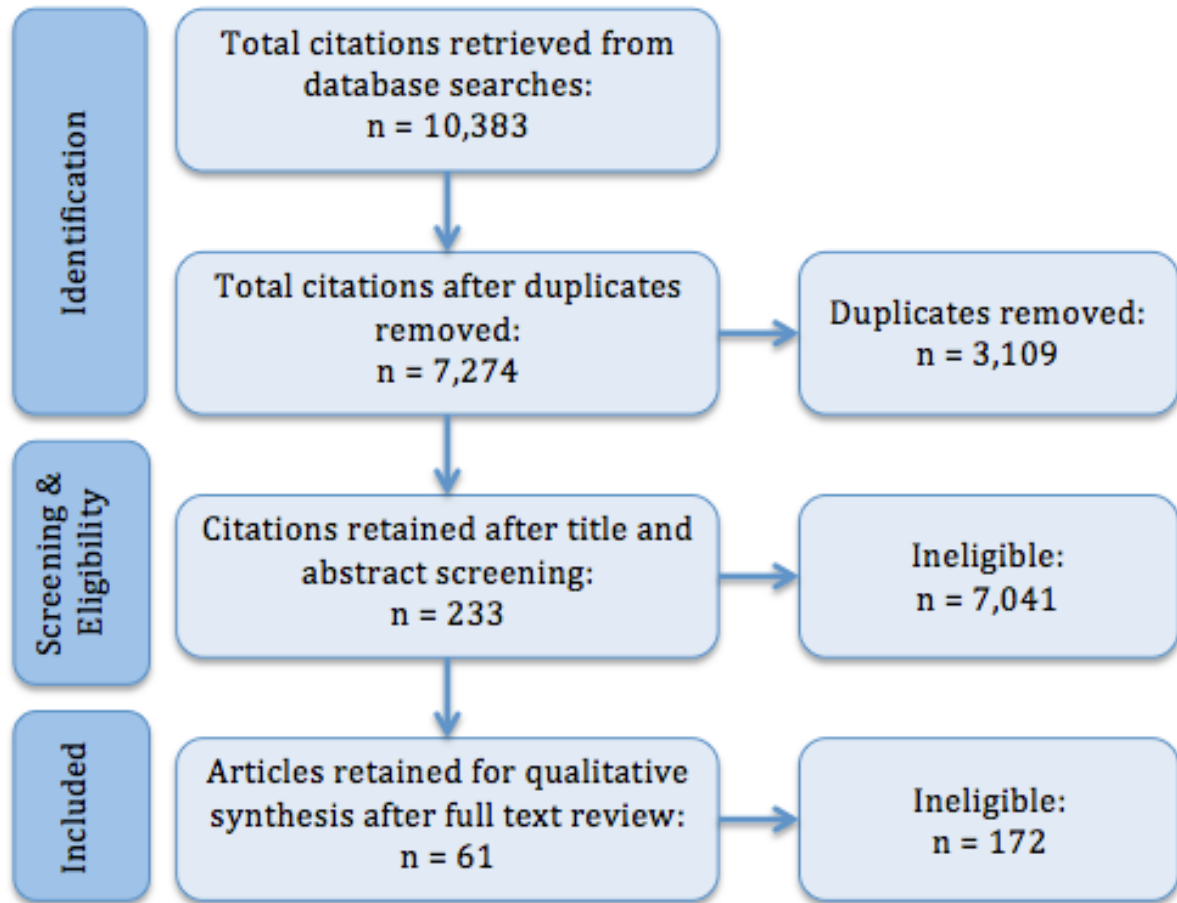 Identification
Total citations retrieved from
database searches:
n = 10,383
Total citations after duplicates
removed:
n = 7,274
Duplicates removed:
n = 3,109
Screening &
Eligibility
Citations retained after title and
abstract screening:
n = 233
Ineligible:
n = 7,041
Included
Articles retained for qualitative
synthesis after full text review:
n = 61
Ineligible:
n = 172